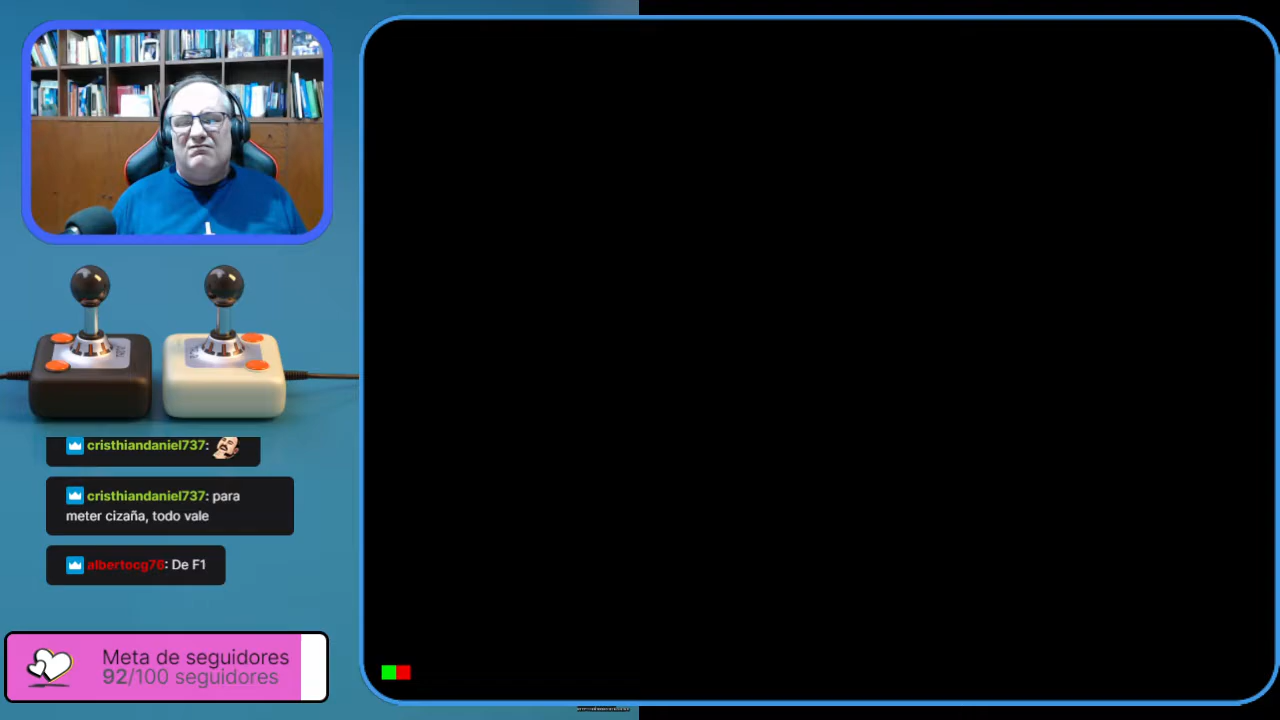 cristhiandaniel737:
cristhiandaniel737: para
meter cizaña, todo vale
albertocg76: De F1
Meta de seguidores
92/100 seguidores